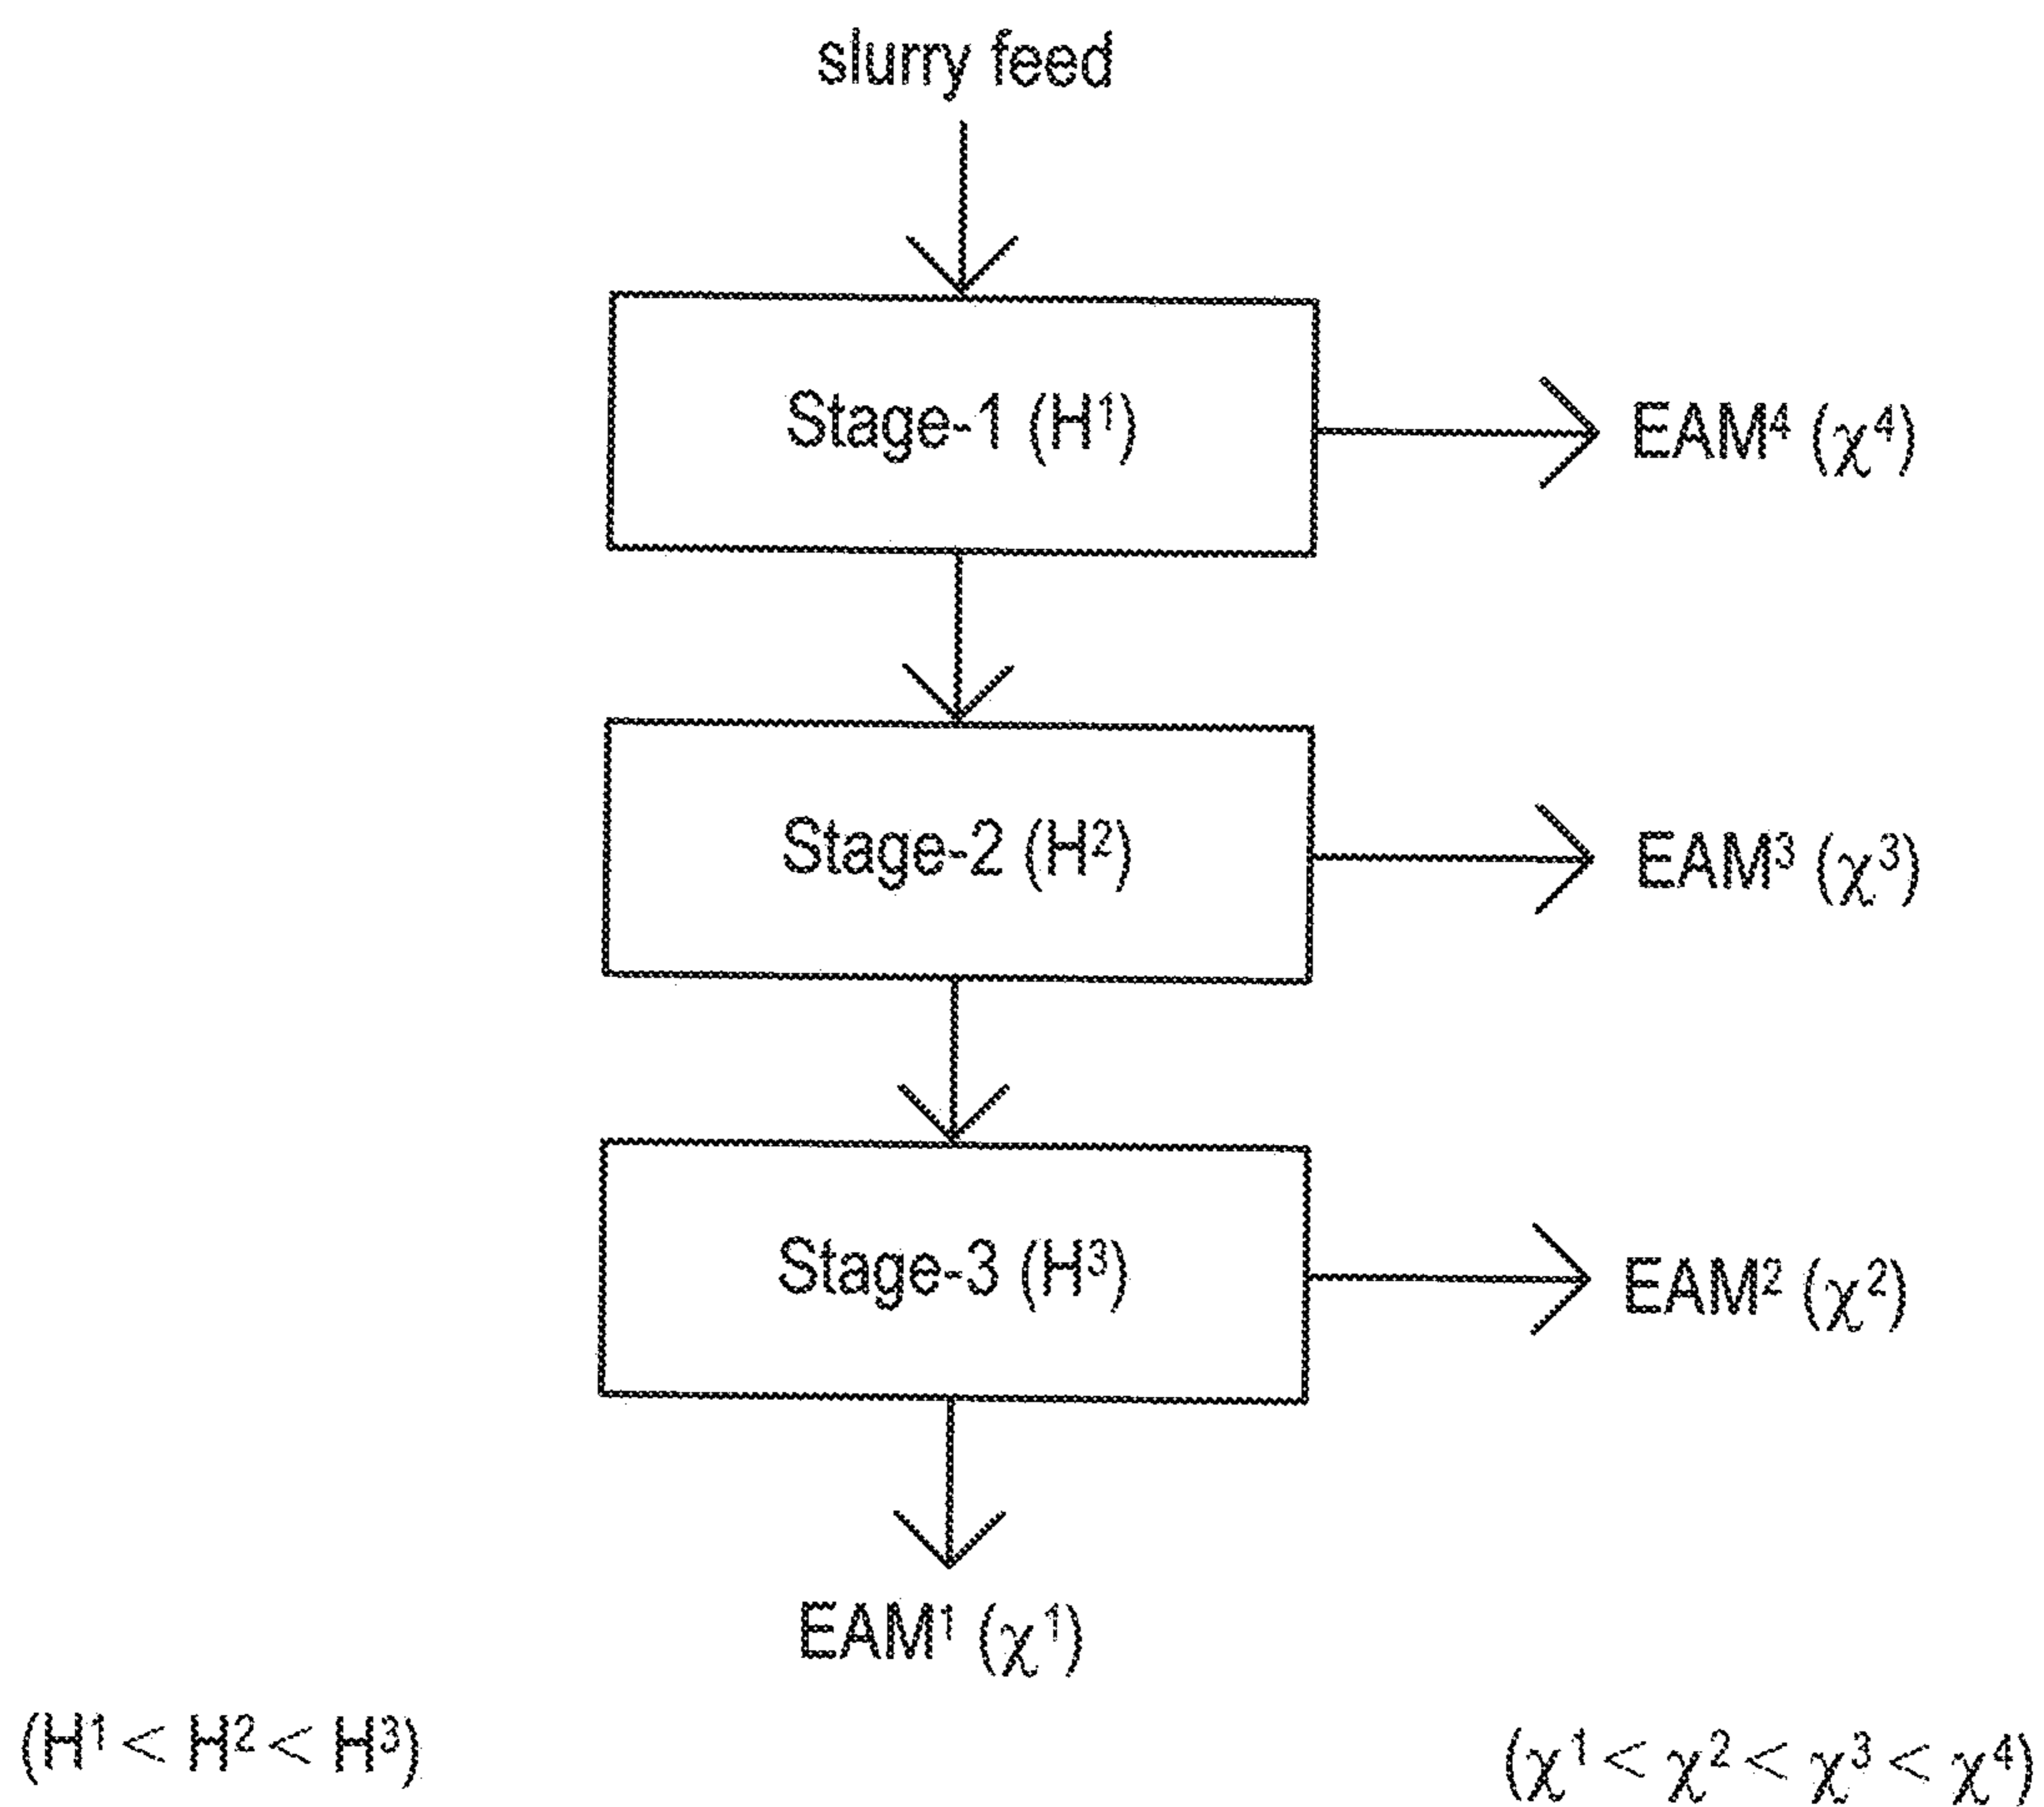 slurry feed
Stage-1 (H¹)
EAM⁴ (χ⁴)
Stage-2 (H²)
EAM³ (χ³)
Stage-3 (H³)
EAM² (χ²)
EAM¹ (χ¹)
(H¹ < H² < H³)
(χ¹ < χ² < χ³ < χ⁴)